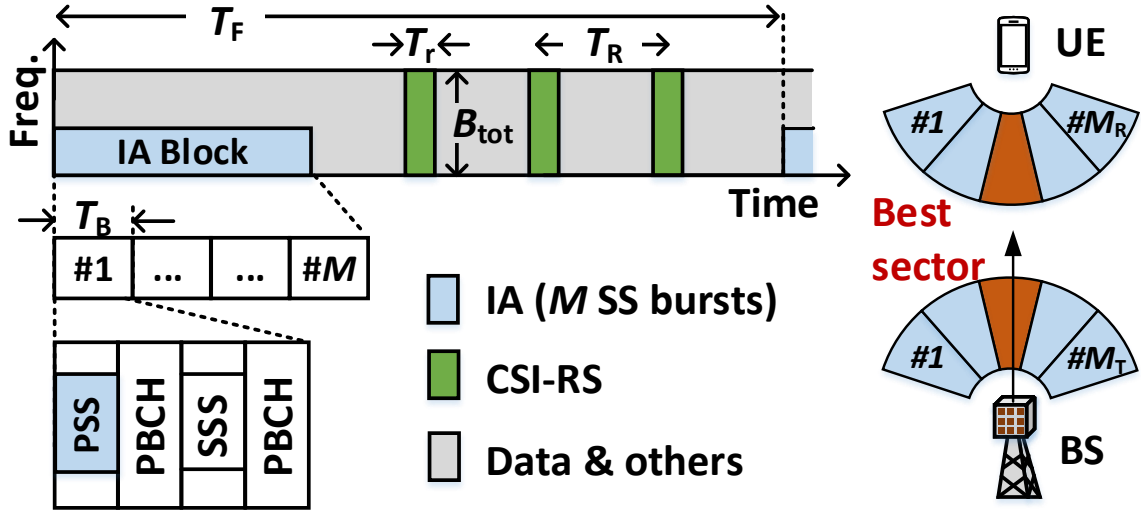 T_F
T_r
T_R
UE
Freq.
B_tot
IA Block
#1
#M_R
Time
T_B
Best
sector
#1
...
...
#M
IA (M SS bursts)
#1
#M_T
PSS
PBCH
SSS
PBCH
CSI-RS
Data & others
BS